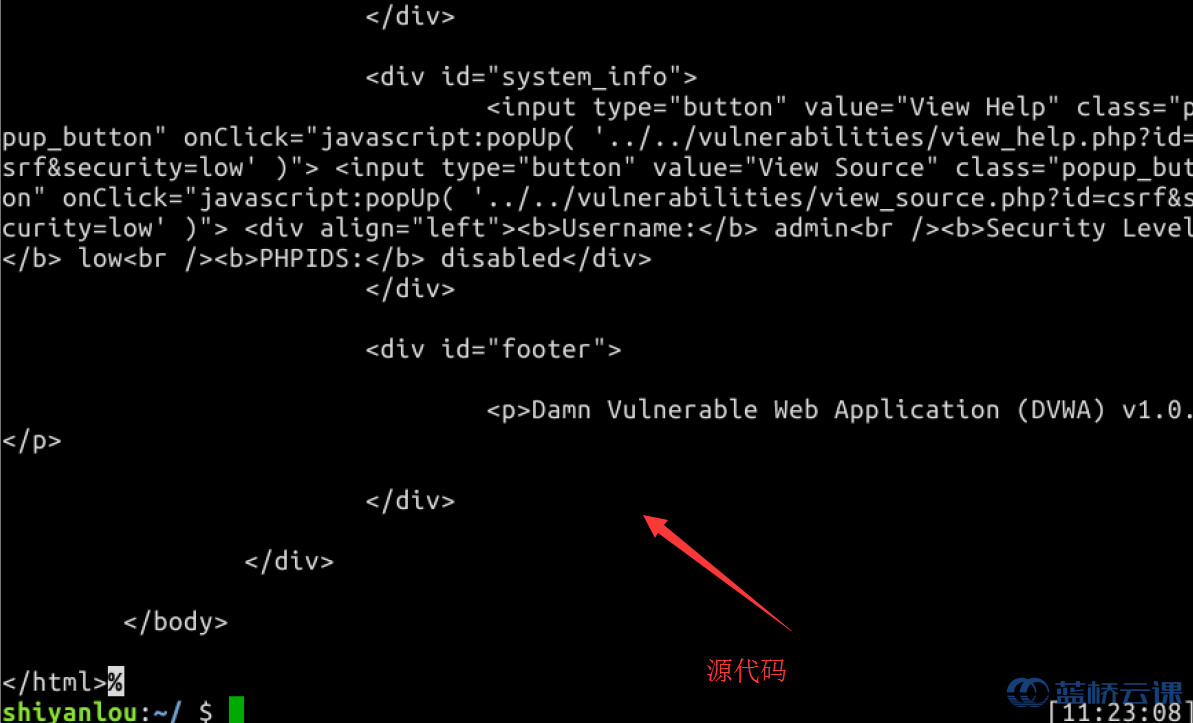 </div>
<div id="system_info">
<input type="button" value="View Help" class="p
pup_button" onClick="javascript:popUp( '../../vulnerabilities/view_help.php?id=
srf&security=low' )"> <input type="button" value="View Source" class="popup_but
on" onClick="javascript:popUp( '../../vulnerabilities/view_source.php?id=csrf&s
curity=low' )"> <div align="left"><b>Username:</b> admin<br /><b>Security Level
</b> low<br /><b>PHPIDS:</b> disabled</div>
</div>
<div id="footer">
<p>Damn Vulnerable Web Application (DVWA) v1.0.
</p>
</div>
</div>
</body>
</html>%
源代码
蓝桥云课
shiyanlou:~/ $ [11:23:08]